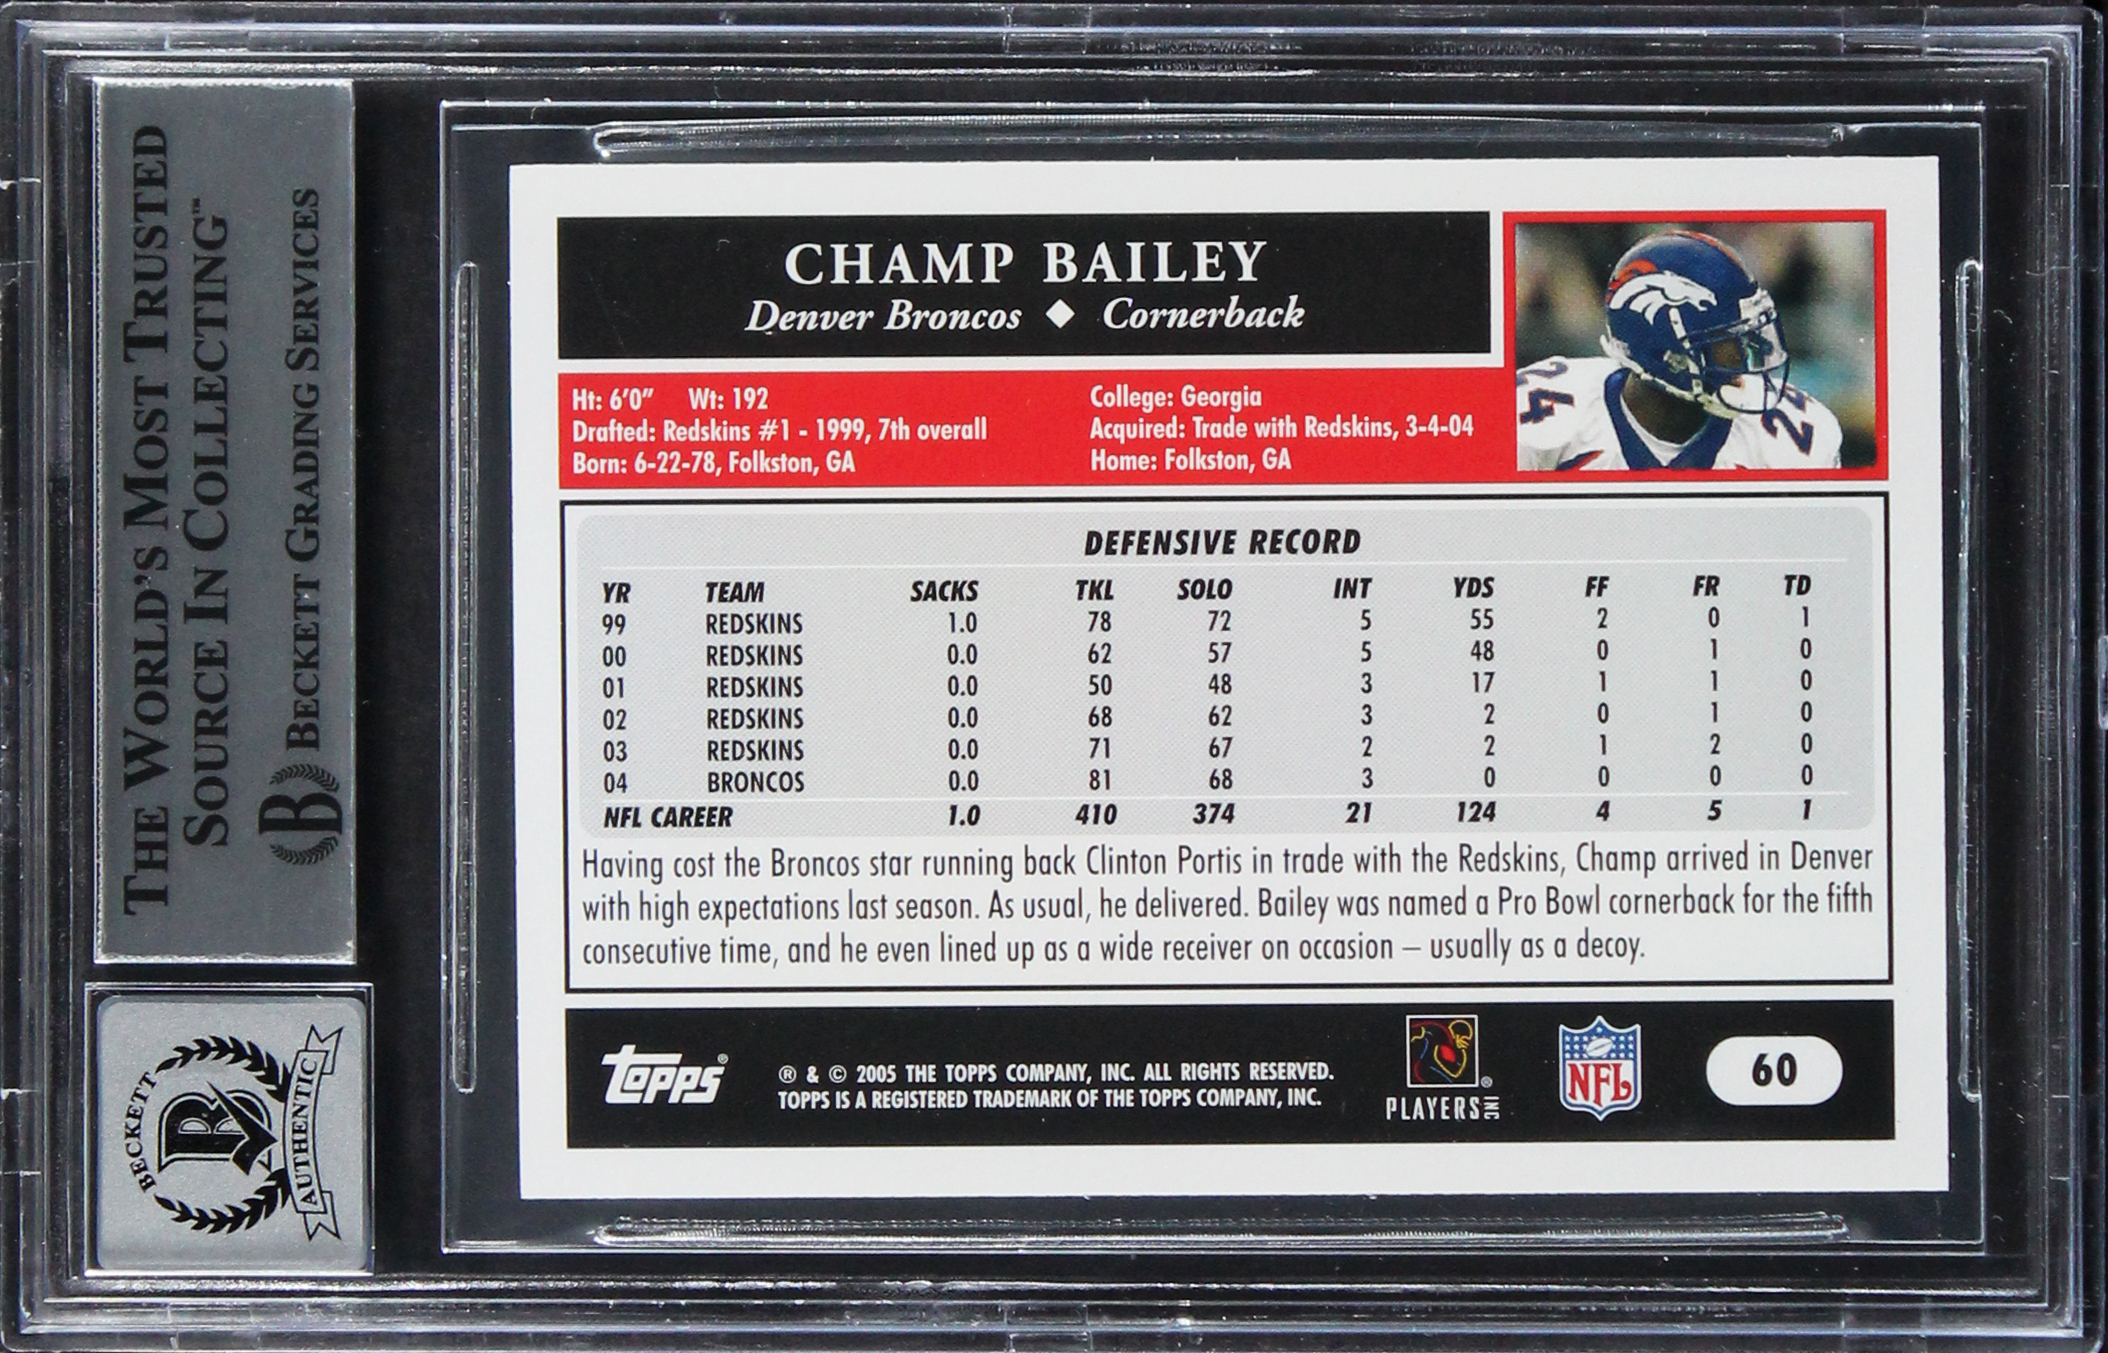 THE WORLD'S MOST TRUSTED
SOURCE IN COLLECTING™
B BECKETT GRADING SERVICES
BECKETT
B
AUTHENTIC
CHAMP BAILEY
Denver Broncos ◆ Cornerback
Ht: 6'0" Wt: 192
Drafted: Redskins #1 - 1999, 7th overall
Born: 6-22-78, Folkston, GA
College: Georgia
Acquired: Trade with Redskins, 3-4-04
Home: Folkston, GA
24
24
DEFENSIVE RECORD
YR TEAM SACKS TKL SOLO INT YDS FF FR TD
99 REDSKINS 1.0 78 72 5 55 2 0 1
00 REDSKINS 0.0 62 57 5 48 0 1 0
01 REDSKINS 0.0 50 48 3 17 1 1 0
02 REDSKINS 0.0 68 62 3 2 0 1 0
03 REDSKINS 0.0 71 67 2 2 1 2 0
04 BRONCOS 0.0 81 68 3 0 0 0 0
NFL CAREER 1.0 410 374 21 124 4 5 1
Having cost the Broncos star running back Clinton Portis in trade with the Redskins, Champ arrived in Denver
with high expectations last season. As usual, he delivered. Bailey was named a Pro Bowl cornerback for the fifth
consecutive time, and he even lined up as a wide receiver on occasion – usually as a decoy.
Topps®
® & © 2005 THE TOPPS COMPANY, INC. ALL RIGHTS RESERVED.
TOPPS IS A REGISTERED TRADEMARK OF THE TOPPS COMPANY, INC.
®
PLAYERS INC
NFL
60